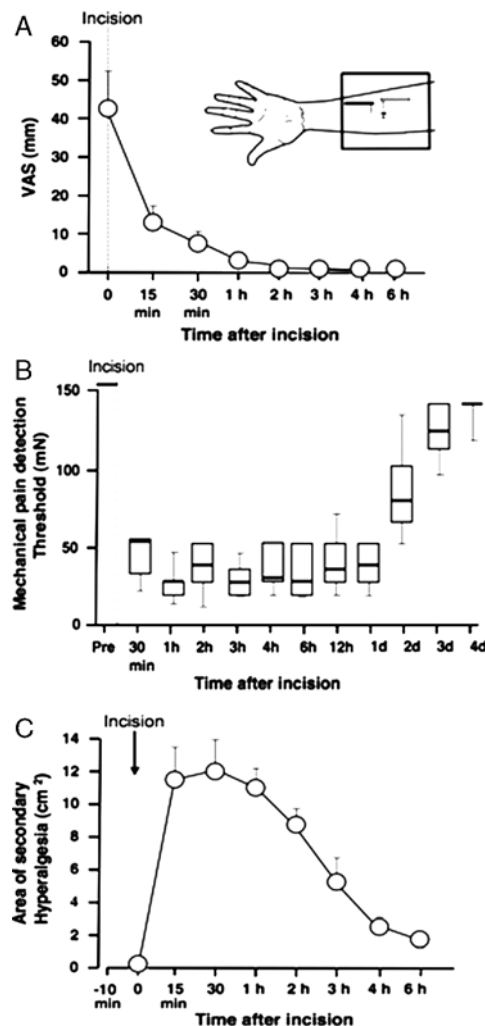 A
Incision
VAS (mm)
60
50
40
30
20
10
0
0 15 30 1 h 2 h 3 h 4 h 6 h
min min
Time after incision
B
Incision
Mechanical pain detection
Threshold (mN)
150
100
50
0
Pre 30 1h 2h 3h 4h 6h 12h 1d 2d 3d 4d
min
Time after incision
C
Incision
Area of secondary
Hyperalgesia (cm²)
14
12
10
8
6
4
2
0
-10 0 15 30 1 h 2 h 3 h 4 h 6 h
min min
Time after incision